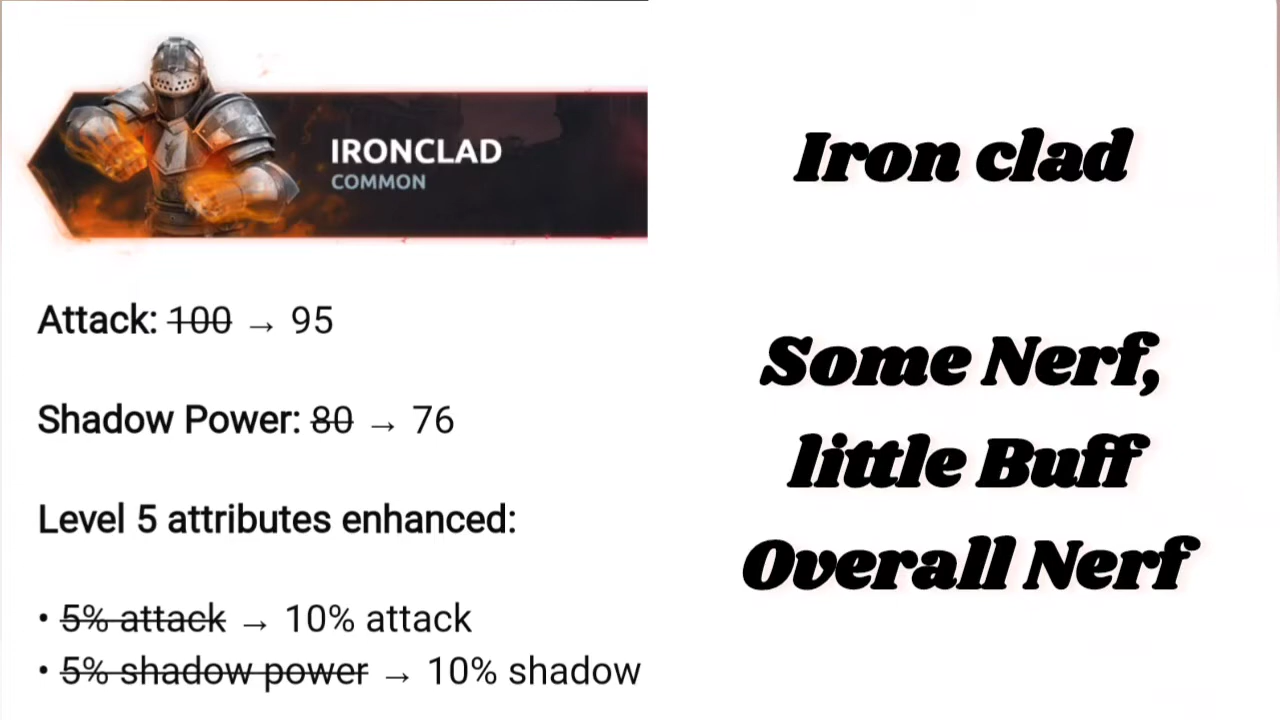 IRONCLAD
COMMON
Attack: 100 → 95
Shadow Power: 80 → 76
Level 5 attributes enhanced:
• 5% attack → 10% attack
• 5% shadow power → 10% shadow
Iron clad
Some Nerf,
little Buff
Overall Nerf